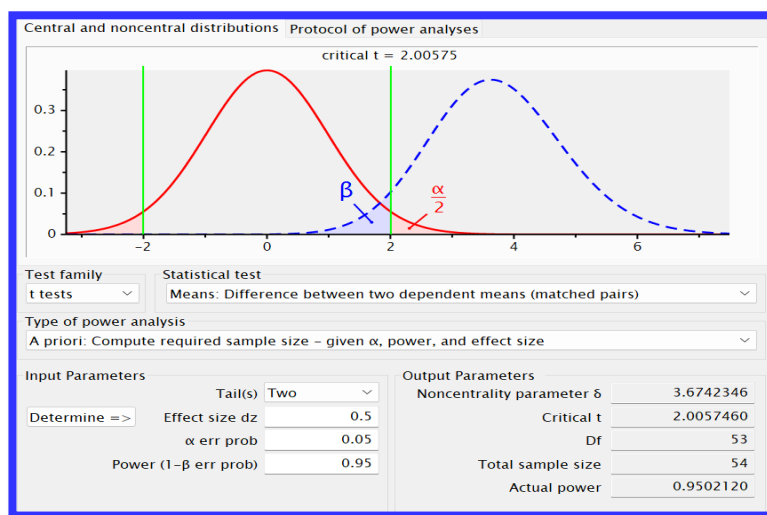 Central and noncentral distributions Protocol of power analyses
critical t = 2.00575
0.3
0.2
0.1
0
β
α
2
−2 0 2 4 6
Test family Statistical test
t tests Means: Difference between two dependent means (matched pairs)
Type of power analysis
A priori: Compute required sample size – given α, power, and effect size
Input Parameters Output Parameters
Tail(s) Two Noncentrality parameter δ 3.6742346
Determine => Effect size dz 0.5 Critical t 2.0057460
α err prob 0.05 Df 53
Power (1-β err prob) 0.95 Total sample size 54
Actual power 0.9502120